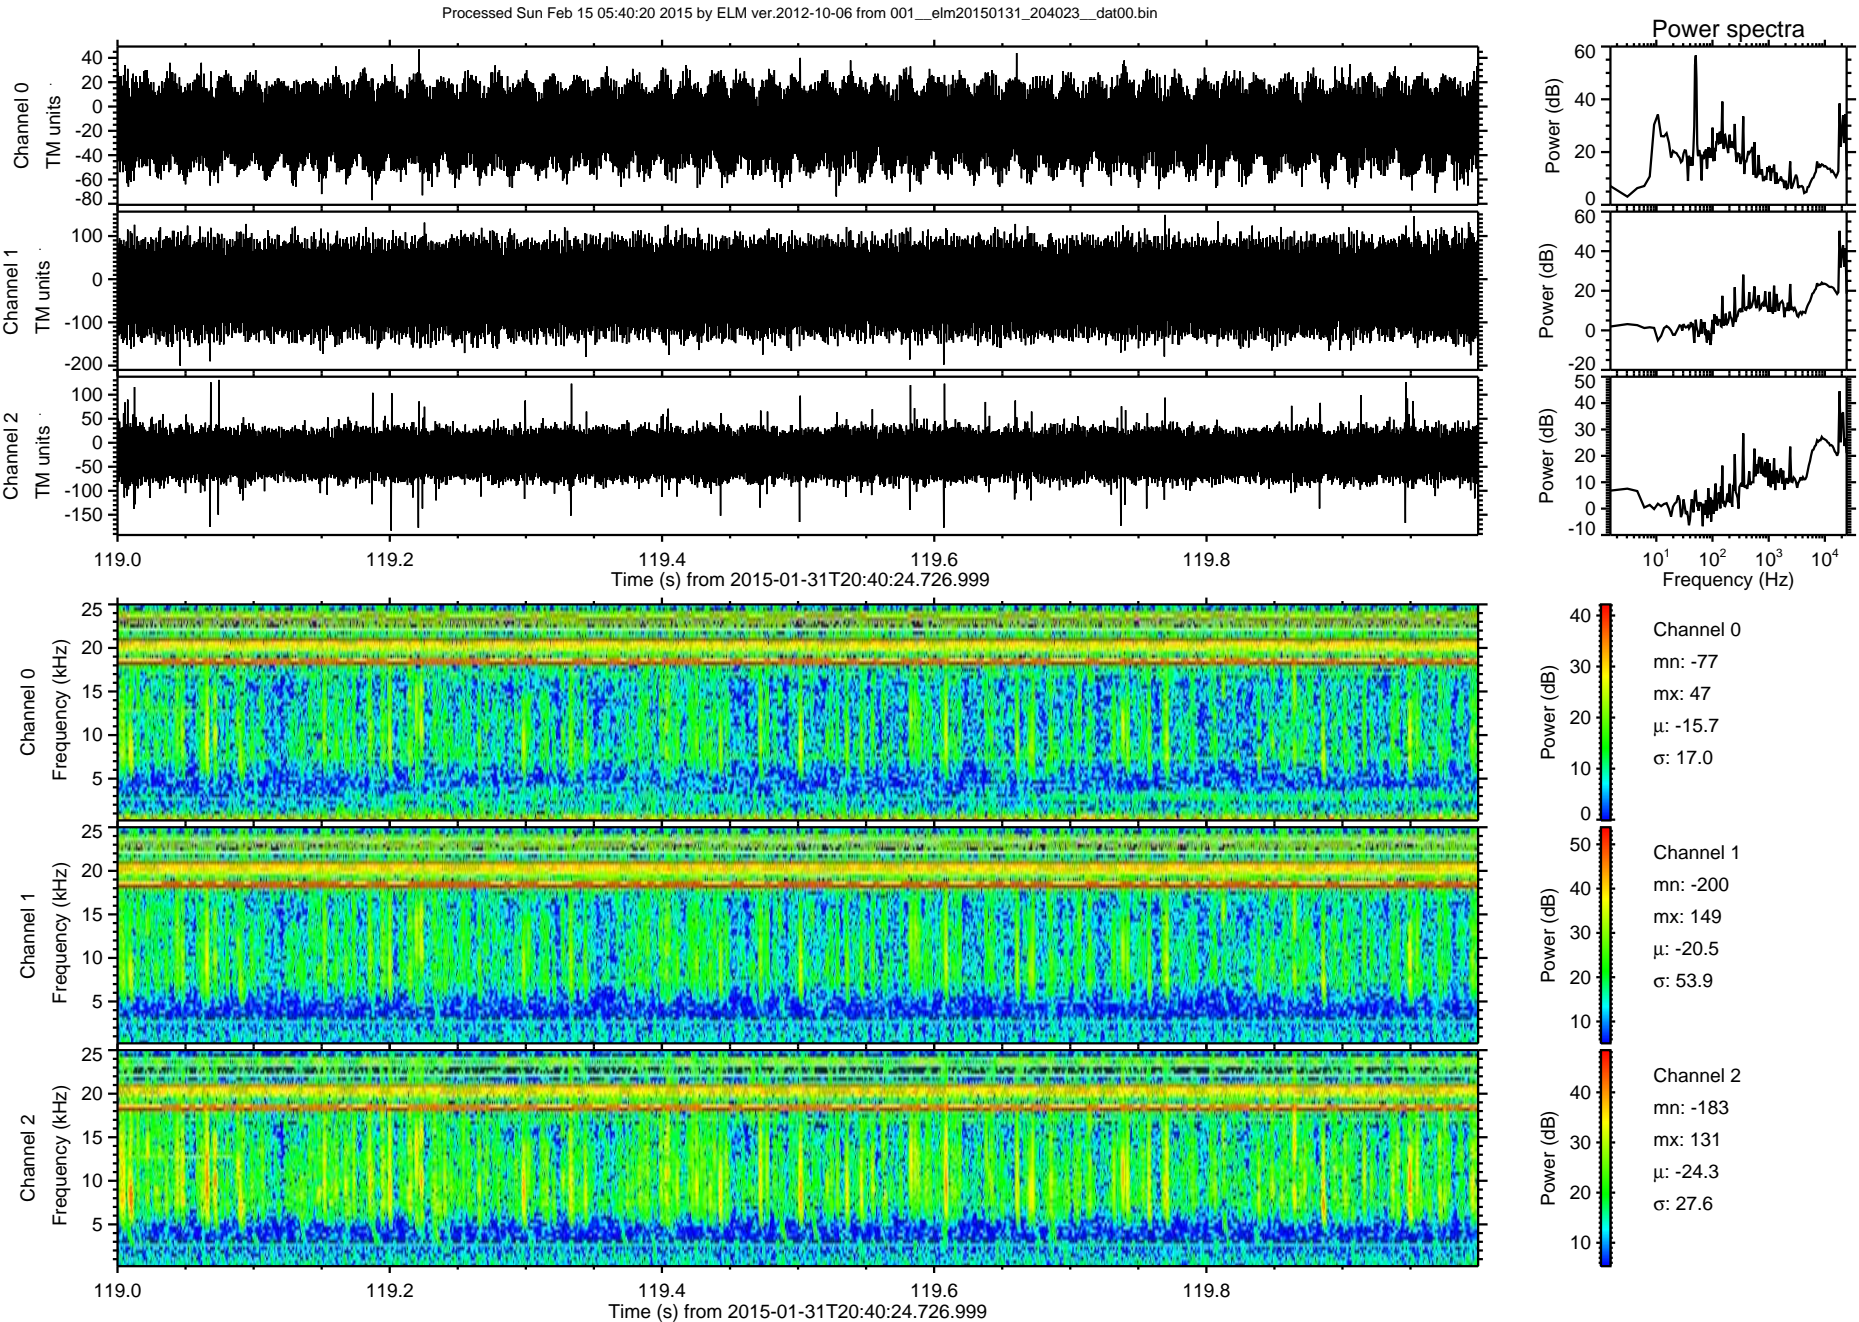 Processed Sun Feb 15 05:40:20 2015 by ELM ver.2012-10-06 from 001__elm20150131_204023__dat00.bin
Power spectra
Channel 0
TM units
40
20
0
-20
-40
-60
-80
Power (dB)
60
40
20
0
Channel 1
TM units
100
0
-100
-200
Power (dB)
60
40
20
0
-20
Channel 2
TM units
100
50
0
-50
-100
-150
Power (dB)
50
40
30
20
10
0
-10
119.0 119.2 119.4 119.6 119.8
Time (s) from 2015-01-31T20:40:24.726.999
10¹ 10² 10³ 10⁴
Frequency (Hz)
Channel 0
Frequency (kHz)
25
20
15
10
5
Power (dB)
40
30
20
10
0
Channel 0
mn: -77
mx: 47
μ: -15.7
σ: 17.0
Channel 1
Frequency (kHz)
25
20
15
10
5
Power (dB)
50
40
30
20
10
Channel 1
mn: -200
mx: 149
μ: -20.5
σ: 53.9
Channel 2
Frequency (kHz)
25
20
15
10
5
Power (dB)
40
30
20
10
Channel 2
mn: -183
mx: 131
μ: -24.3
σ: 27.6
119.0 119.2 119.4 119.6 119.8
Time (s) from 2015-01-31T20:40:24.726.999